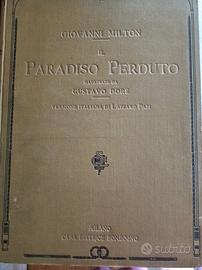 GIOVANNI MILTON
IL
PARADISO PERDUTO
ILLUSTRATO DA
GUSTAVO DORÉ
VERSIONE ITALIANA DI LAZZARO PAPI
MILANO
CASA EDITRICE SONZOGNO
subito